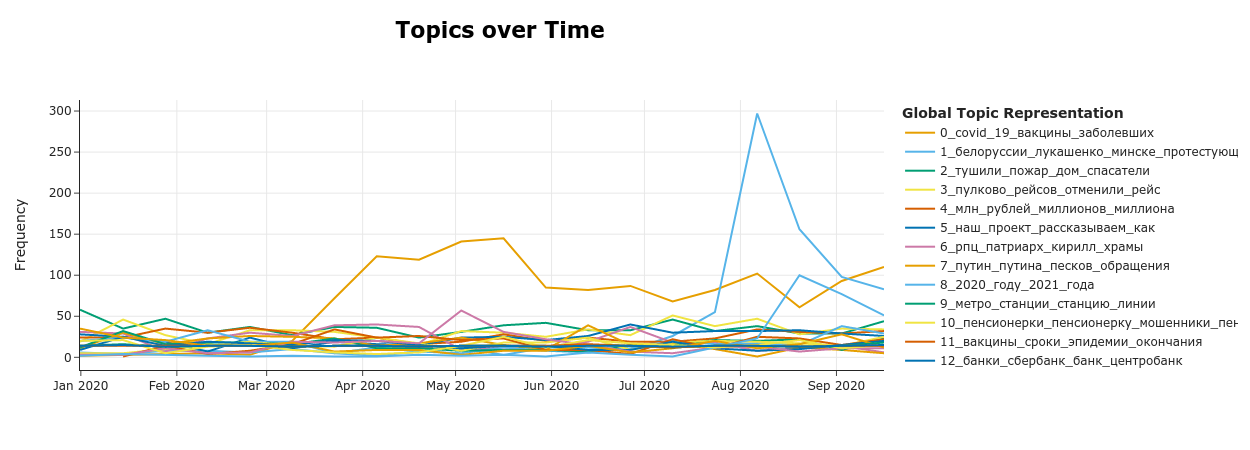 Topics over Time
300
250
200
150
100
50
0
Frequency
Jan 2020 Feb 2020 Mar 2020 Apr 2020 May 2020 Jun 2020 Jul 2020 Aug 2020 Sep 2020
Global Topic Representation
0_covid_19_вакцины_заболевших
1_белоруссии_лукашенко_минске_протестующ
2_тушили_пожар_дом_спасатели
3_пулково_рейсов_отменили_рейс
4_млн_рублей_миллионов_миллиона
5_наш_проект_рассказываем_как
6_рпц_патриарх_кирилл_храмы
7_путин_путина_песков_обращения
8_2020_году_2021_года
9_метро_станции_станцию_линии
10_пенсионерки_пенсионерку_мошенники_пен
11_вакцины_сроки_эпидемии_окончания
12_банки_сбербанк_банк_центробанк